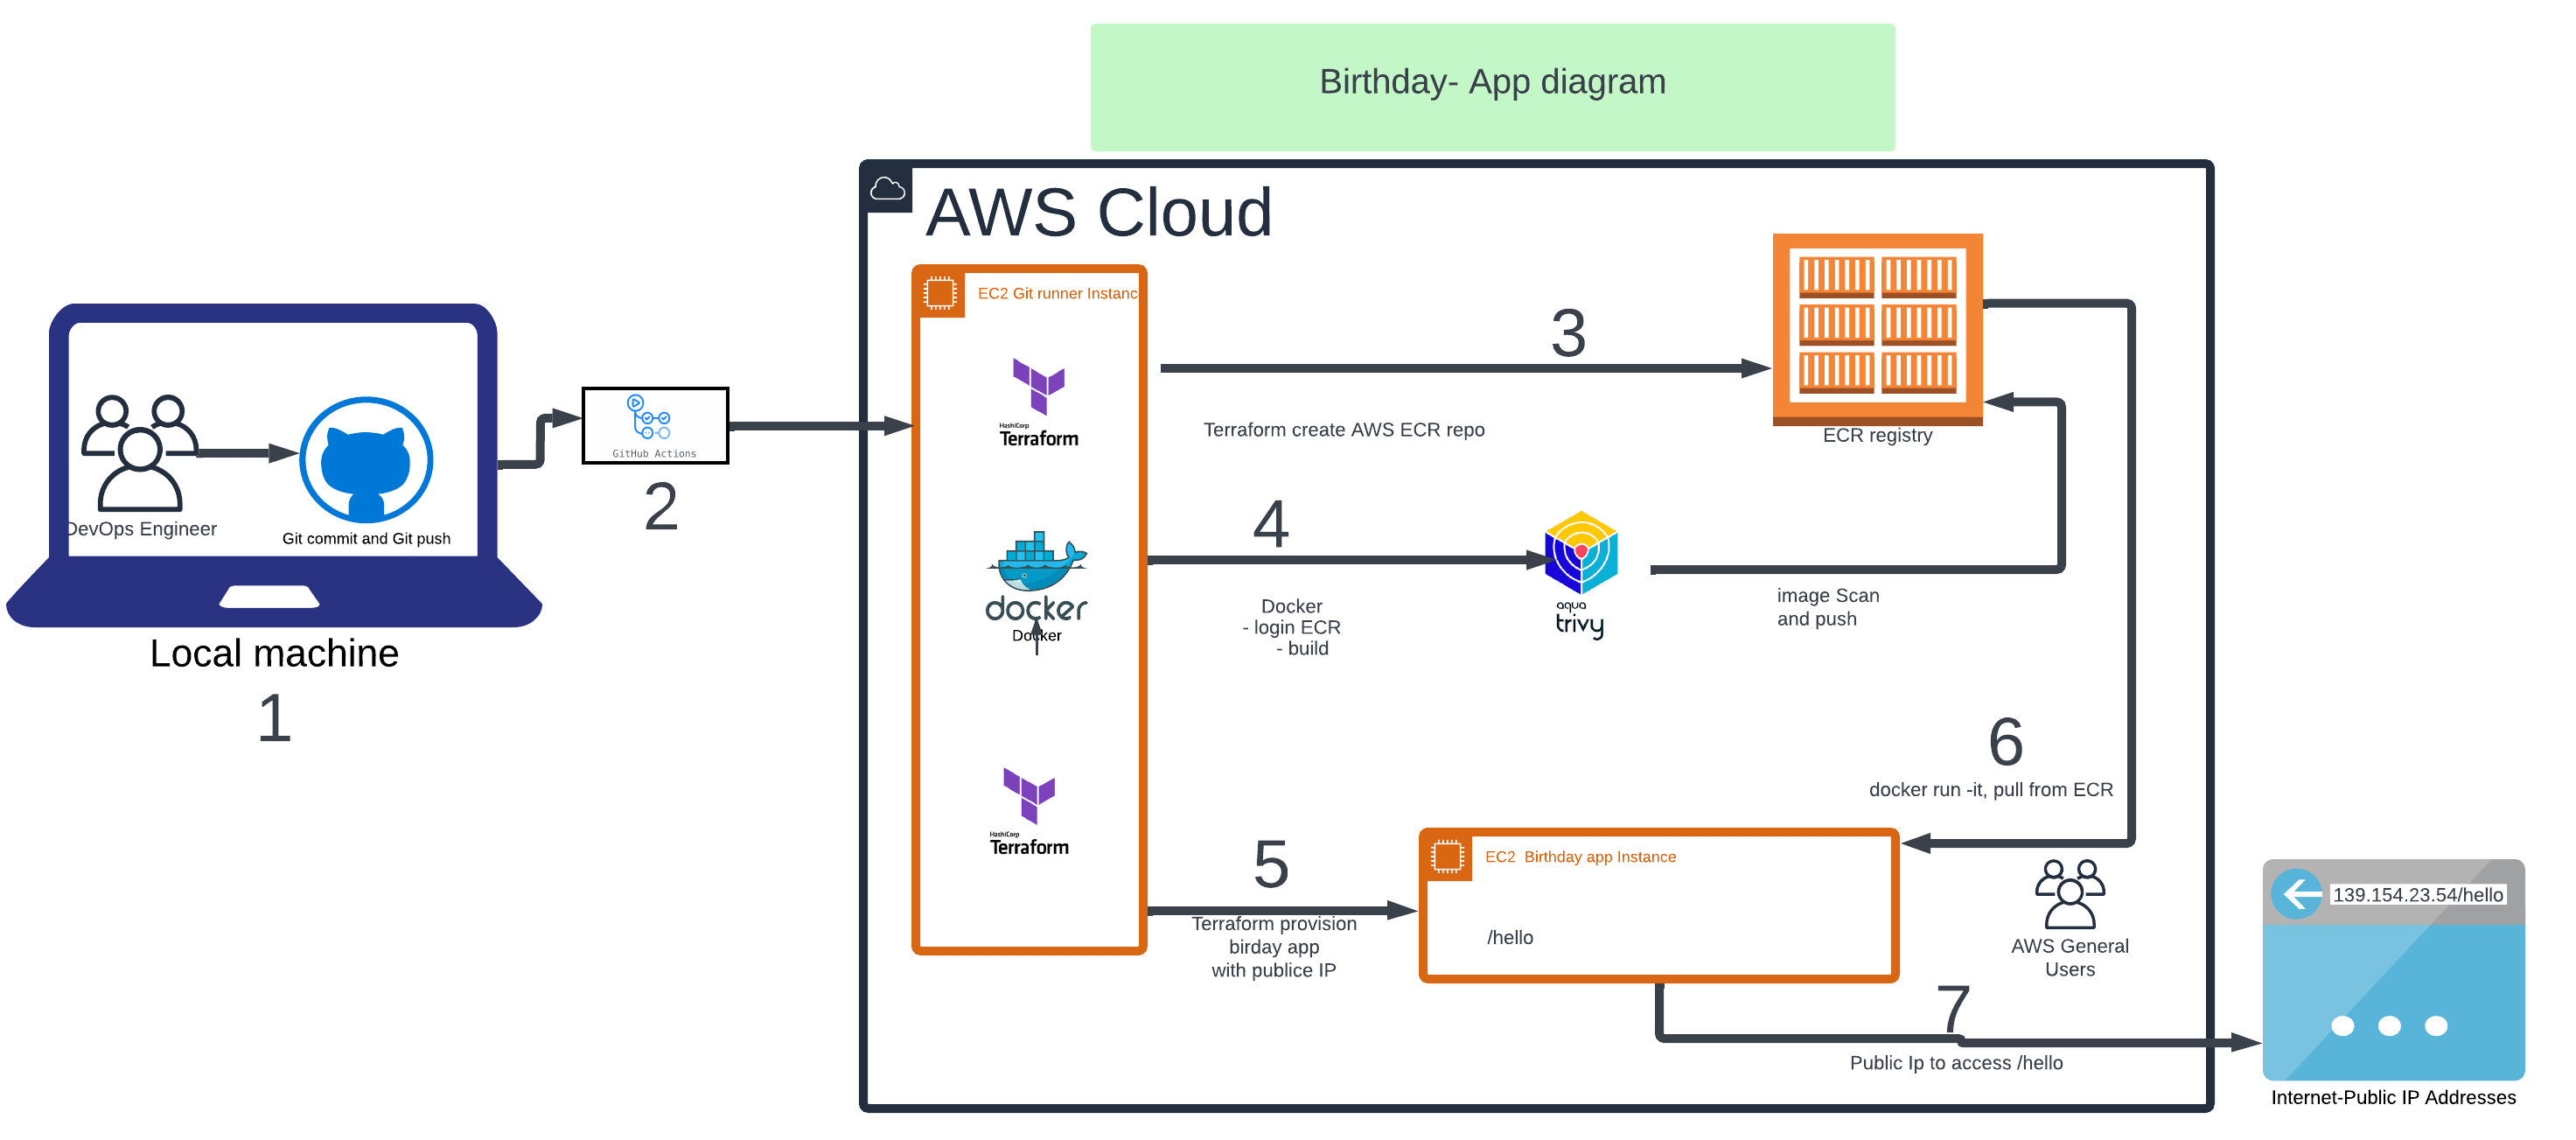 Birthday- App diagram
AWS Cloud
EC2 Git runner Instanc
HashiCorp
Terraform
3
Terraform create AWS ECR repo
ECR registry
DevOps Engineer
Git commit and Git push
Local machine
1
GitHub Actions
2
docker
Docker
4
Docker
- login ECR
- build
aqua
trivy
image Scan
and push
HashiCorp
Terraform
5
Terraform provision
birday app
with publice IP
6
docker run -it, pull from ECR
EC2 Birthday app Instance
/hello
AWS General
Users
7
Public Ip to access /hello
139.154.23.54/hello
Internet-Public IP Addresses